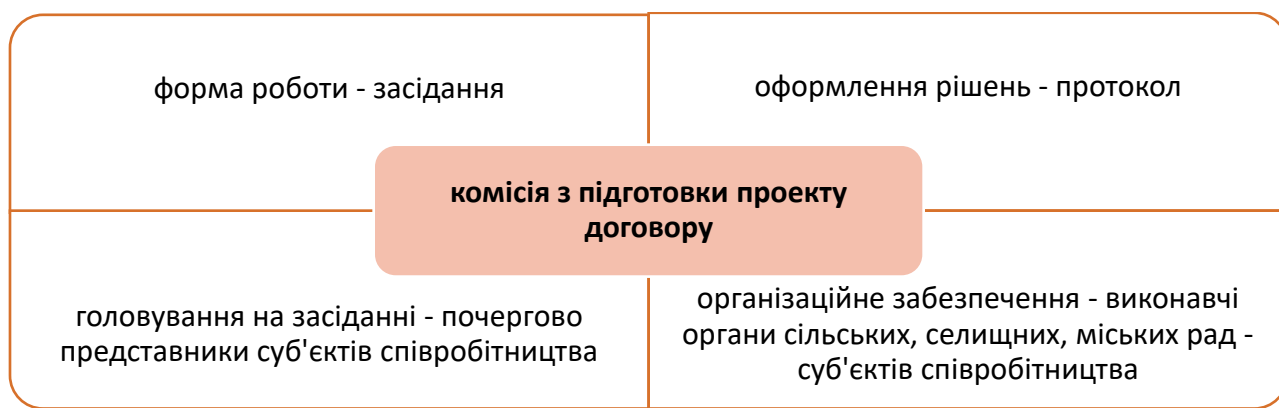 форма роботи - засідання
оформлення рішень - протокол
комісія з підготовки проекту
договору
головування на засіданні - почергово
представники суб'єктів співробітництва
організаційне забезпечення - виконавчі
органи сільських, селищних, міських рад -
суб'єктів співробітництва